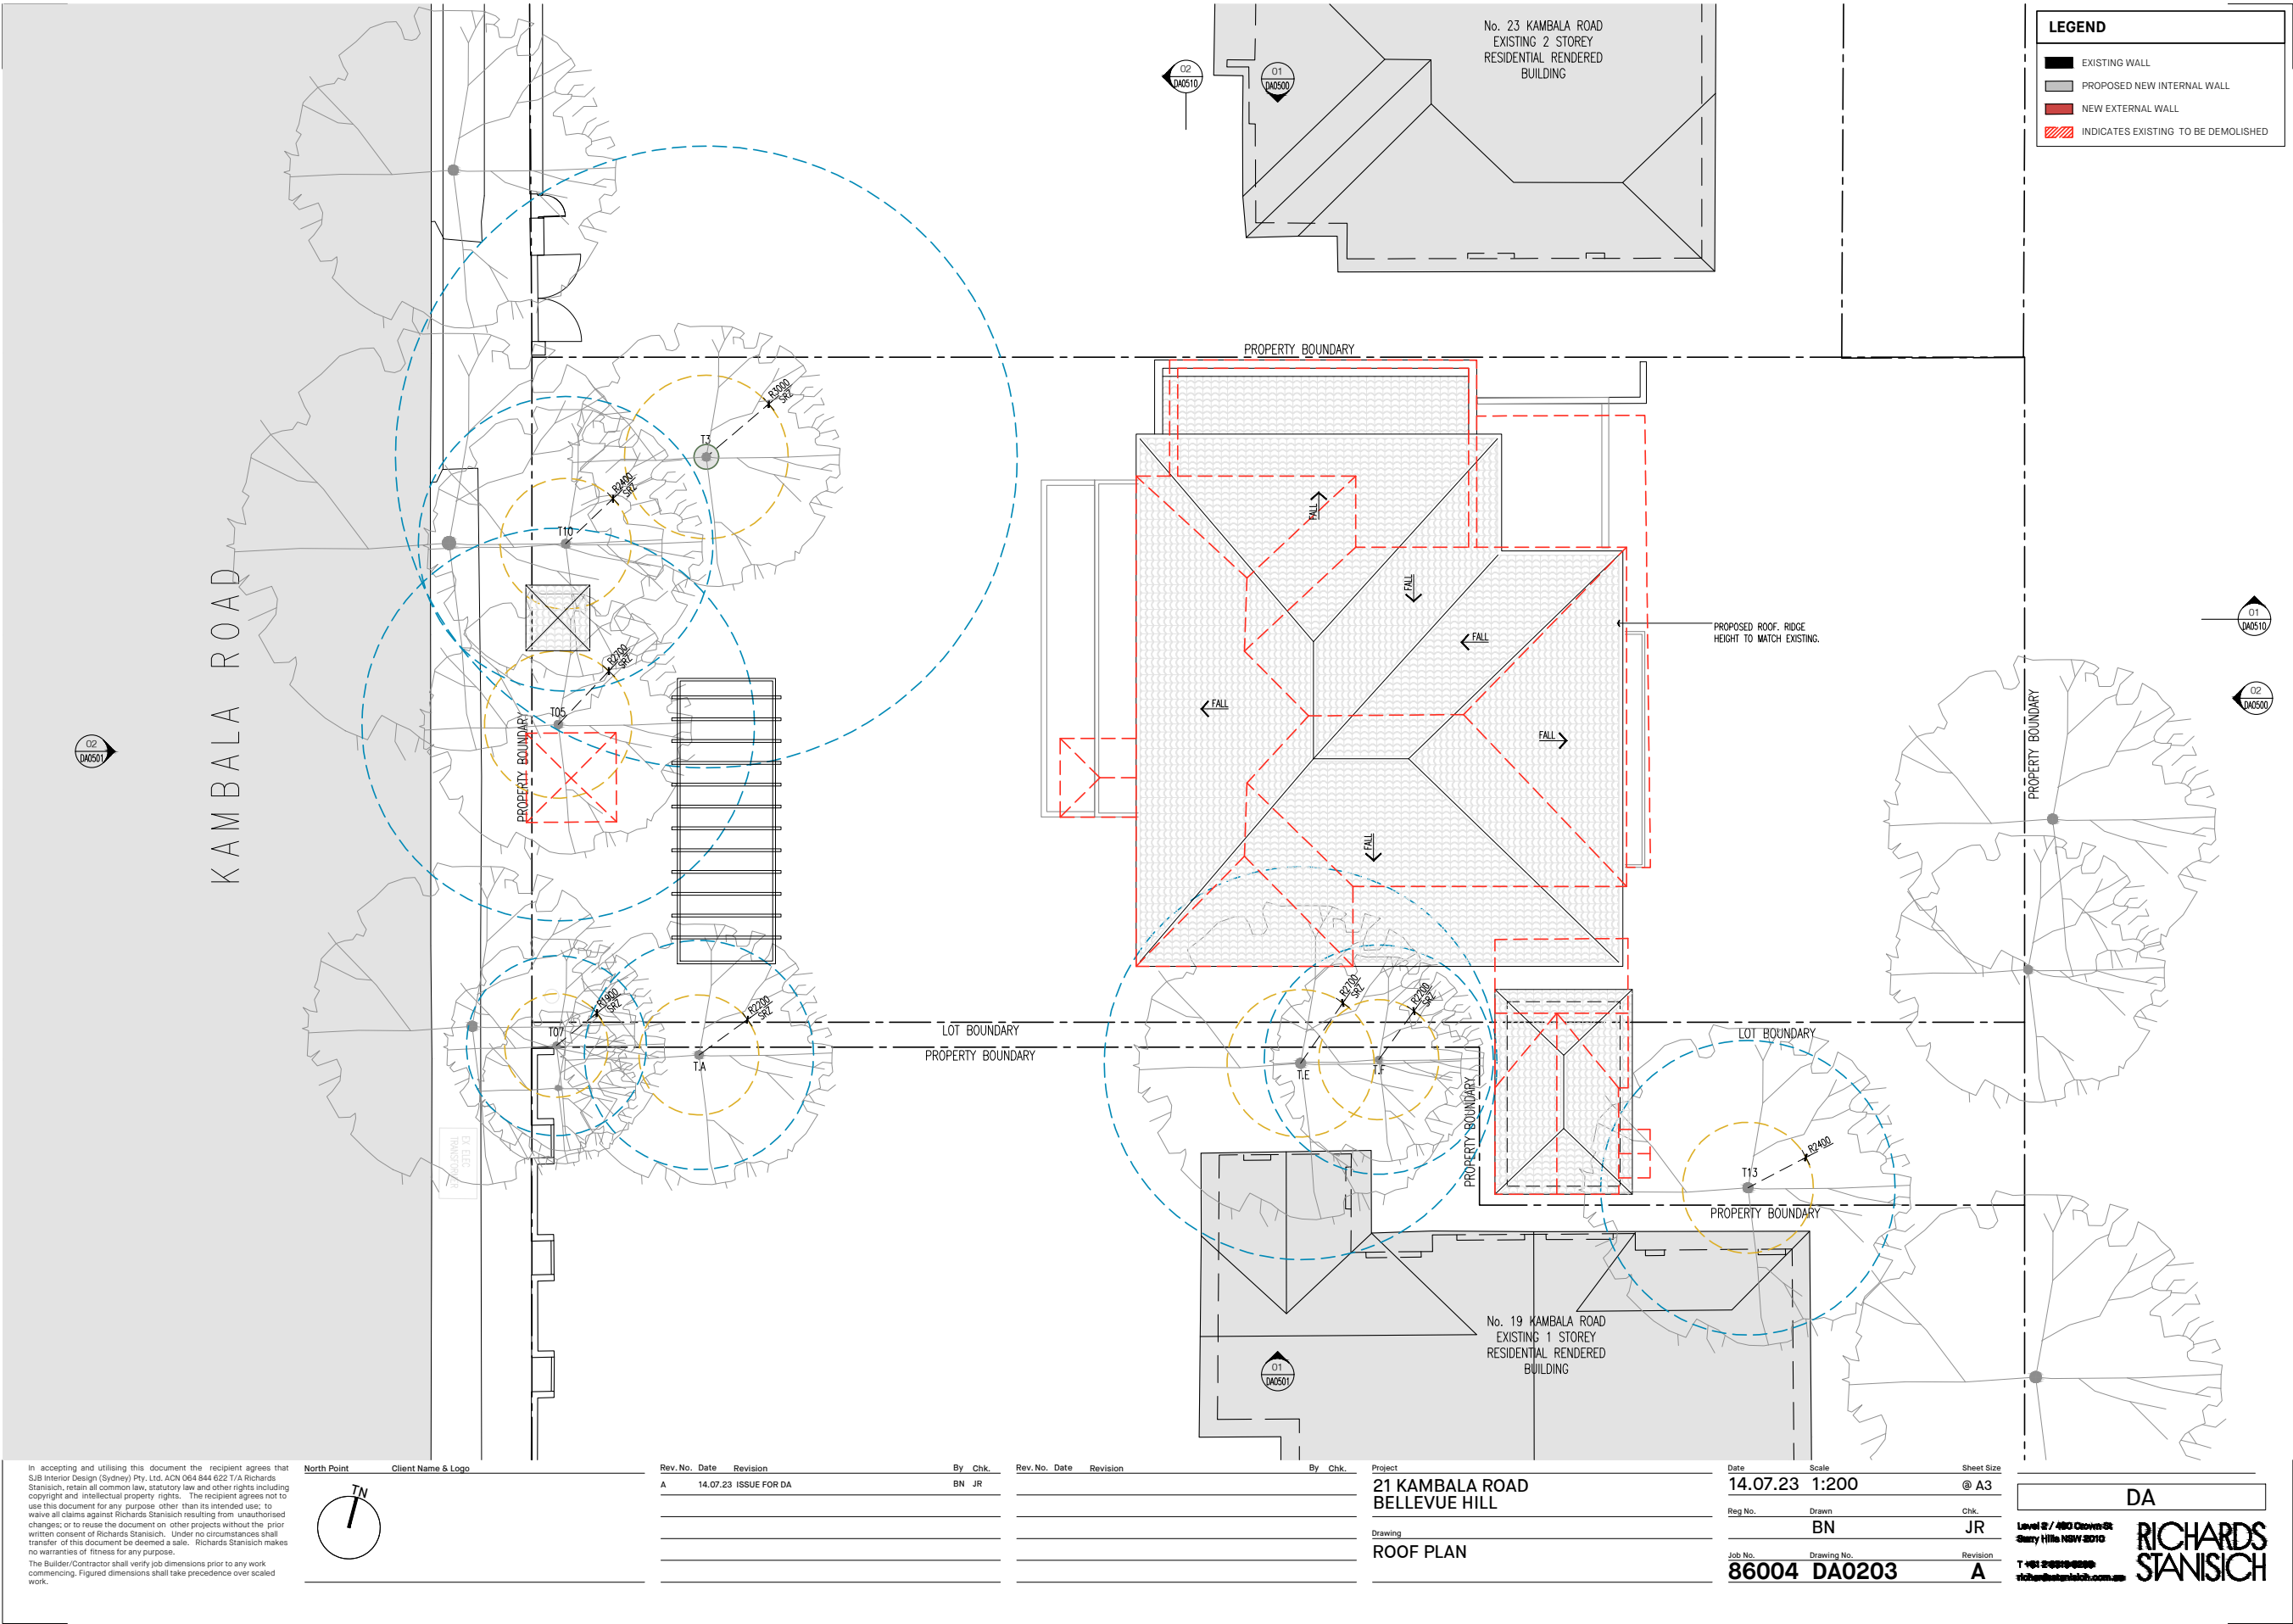 No. 23 KAMBALA ROAD
EXISTING 2 STOREY
RESIDENTIAL RENDERED
BUILDING
LEGEND
EXISTING WALL
PROPOSED NEW INTERNAL WALL
NEW EXTERNAL WALL
INDICATES EXISTING TO BE DEMOLISHED
02
DA0510
01
DA0500
PROPERTY BOUNDARY
R3000
SRZ
T3
R2400
SRZ
T10
FALL
FALL
FALL
FALL
FALL
FALL
PROPOSED ROOF. RIDGE
HEIGHT TO MATCH EXISTING.
01
DA0510
02
DA0500
KAMBALA ROAD
R2700
SRZ
T05
PROPERTY BOUNDARY
PROPERTY BOUNDARY
02
DA0501
R1900
SRZ
T07
R2200
SRZ
T.A
LOT BOUNDARY
PROPERTY BOUNDARY
R2700
SRZ
T.E
R2200
SRZ
T.F
LOT BOUNDARY
PROPERTY BOUNDARY
EX ELEC
R2400
T13
PROPERTY BOUNDARY
No. 19 KAMBALA ROAD
EXISTING 1 STOREY
RESIDENTIAL RENDERED
BUILDING
01
DA0501
In accepting and utilising this document the recipient agrees that
SJB Interior Design (Sydney) Pty. Ltd. ACN 064 844 622 T/A Richards
Stanisich, retain all common law, statutory law and other rights including
copyright and intellectual property rights. The recipient agrees not to
use this document for any purpose other than its intended use; to
waive all claims against Richards Stanisich resulting from unauthorised
changes; or to reuse the document on other projects without the prior
written consent of Richards Stanisich. Under no circumstances shall
transfer of this document be deemed a sale. Richards Stanisich makes
no warranties of fitness for any purpose.
The Builder/Contractor shall verify job dimensions prior to any work
commencing. Figured dimensions shall take precedence over scaled
work.
North Point
Client Name & Logo
TN
Rev. No. Date Revision By Chk.
A 14.07.23 ISSUE FOR DA BN JR
Rev. No. Date Revision By Chk.
Project
21 KAMBALA ROAD
BELLEVUE HILL
Drawing
ROOF PLAN
Date Scale Sheet Size
14.07.23 1:200 @ A3
Reg No. Drawn Chk.
BN JR
Job No. Drawing No. Revision
86004 DA0203 A
DA
Level 2 / 490 Crown St
Surry Hills NSW 2010
RICHARDS
STANISICH